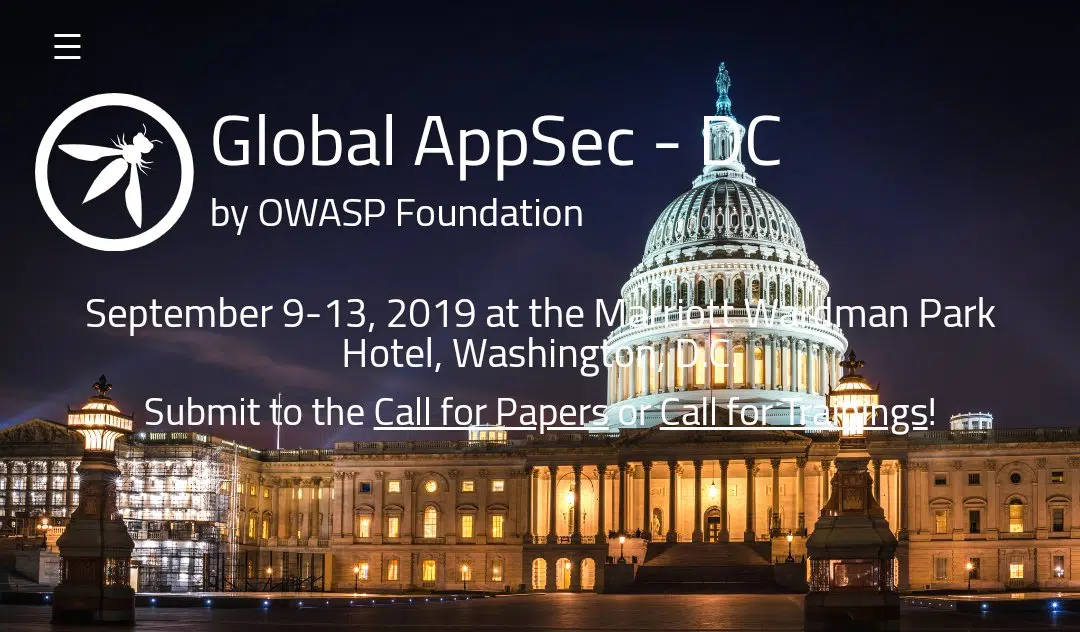 Global AppSec - DC
by OWASP Foundation
September 9-13, 2019 at the Marriott Wardman Park
Hotel, Washington, D.C.
Submit to the Call for Papers or Call for Trainings!